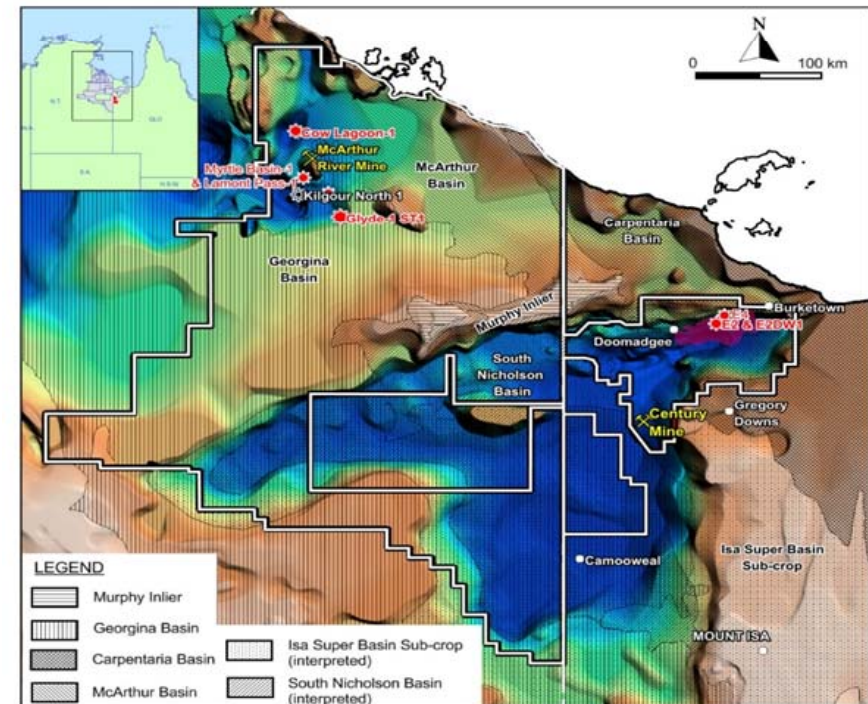 N
0 100 km
Cow Lagoon-1
McArthur
River Mine
Myrtle Basin-1
& Lamont Pass-1
Kilgour North 1
Glyde-1 ST1
McArthur
Basin
Carpentaria
Basin
Georgina
Basin
Murphy Inlier
Burketown
E4
E2 & E2DW1
Doomadgee
South
Nicholson
Basin
Gregory
Downs
Century
Mine
Camooweal
Isa Super Basin
Sub-crop
MOUNT ISA
LEGEND
Murphy Inlier
Georgina Basin
Carpentaria Basin
McArthur Basin
Isa Super Basin Sub-crop
(interpreted)
South Nicholson Basin
(interpreted)